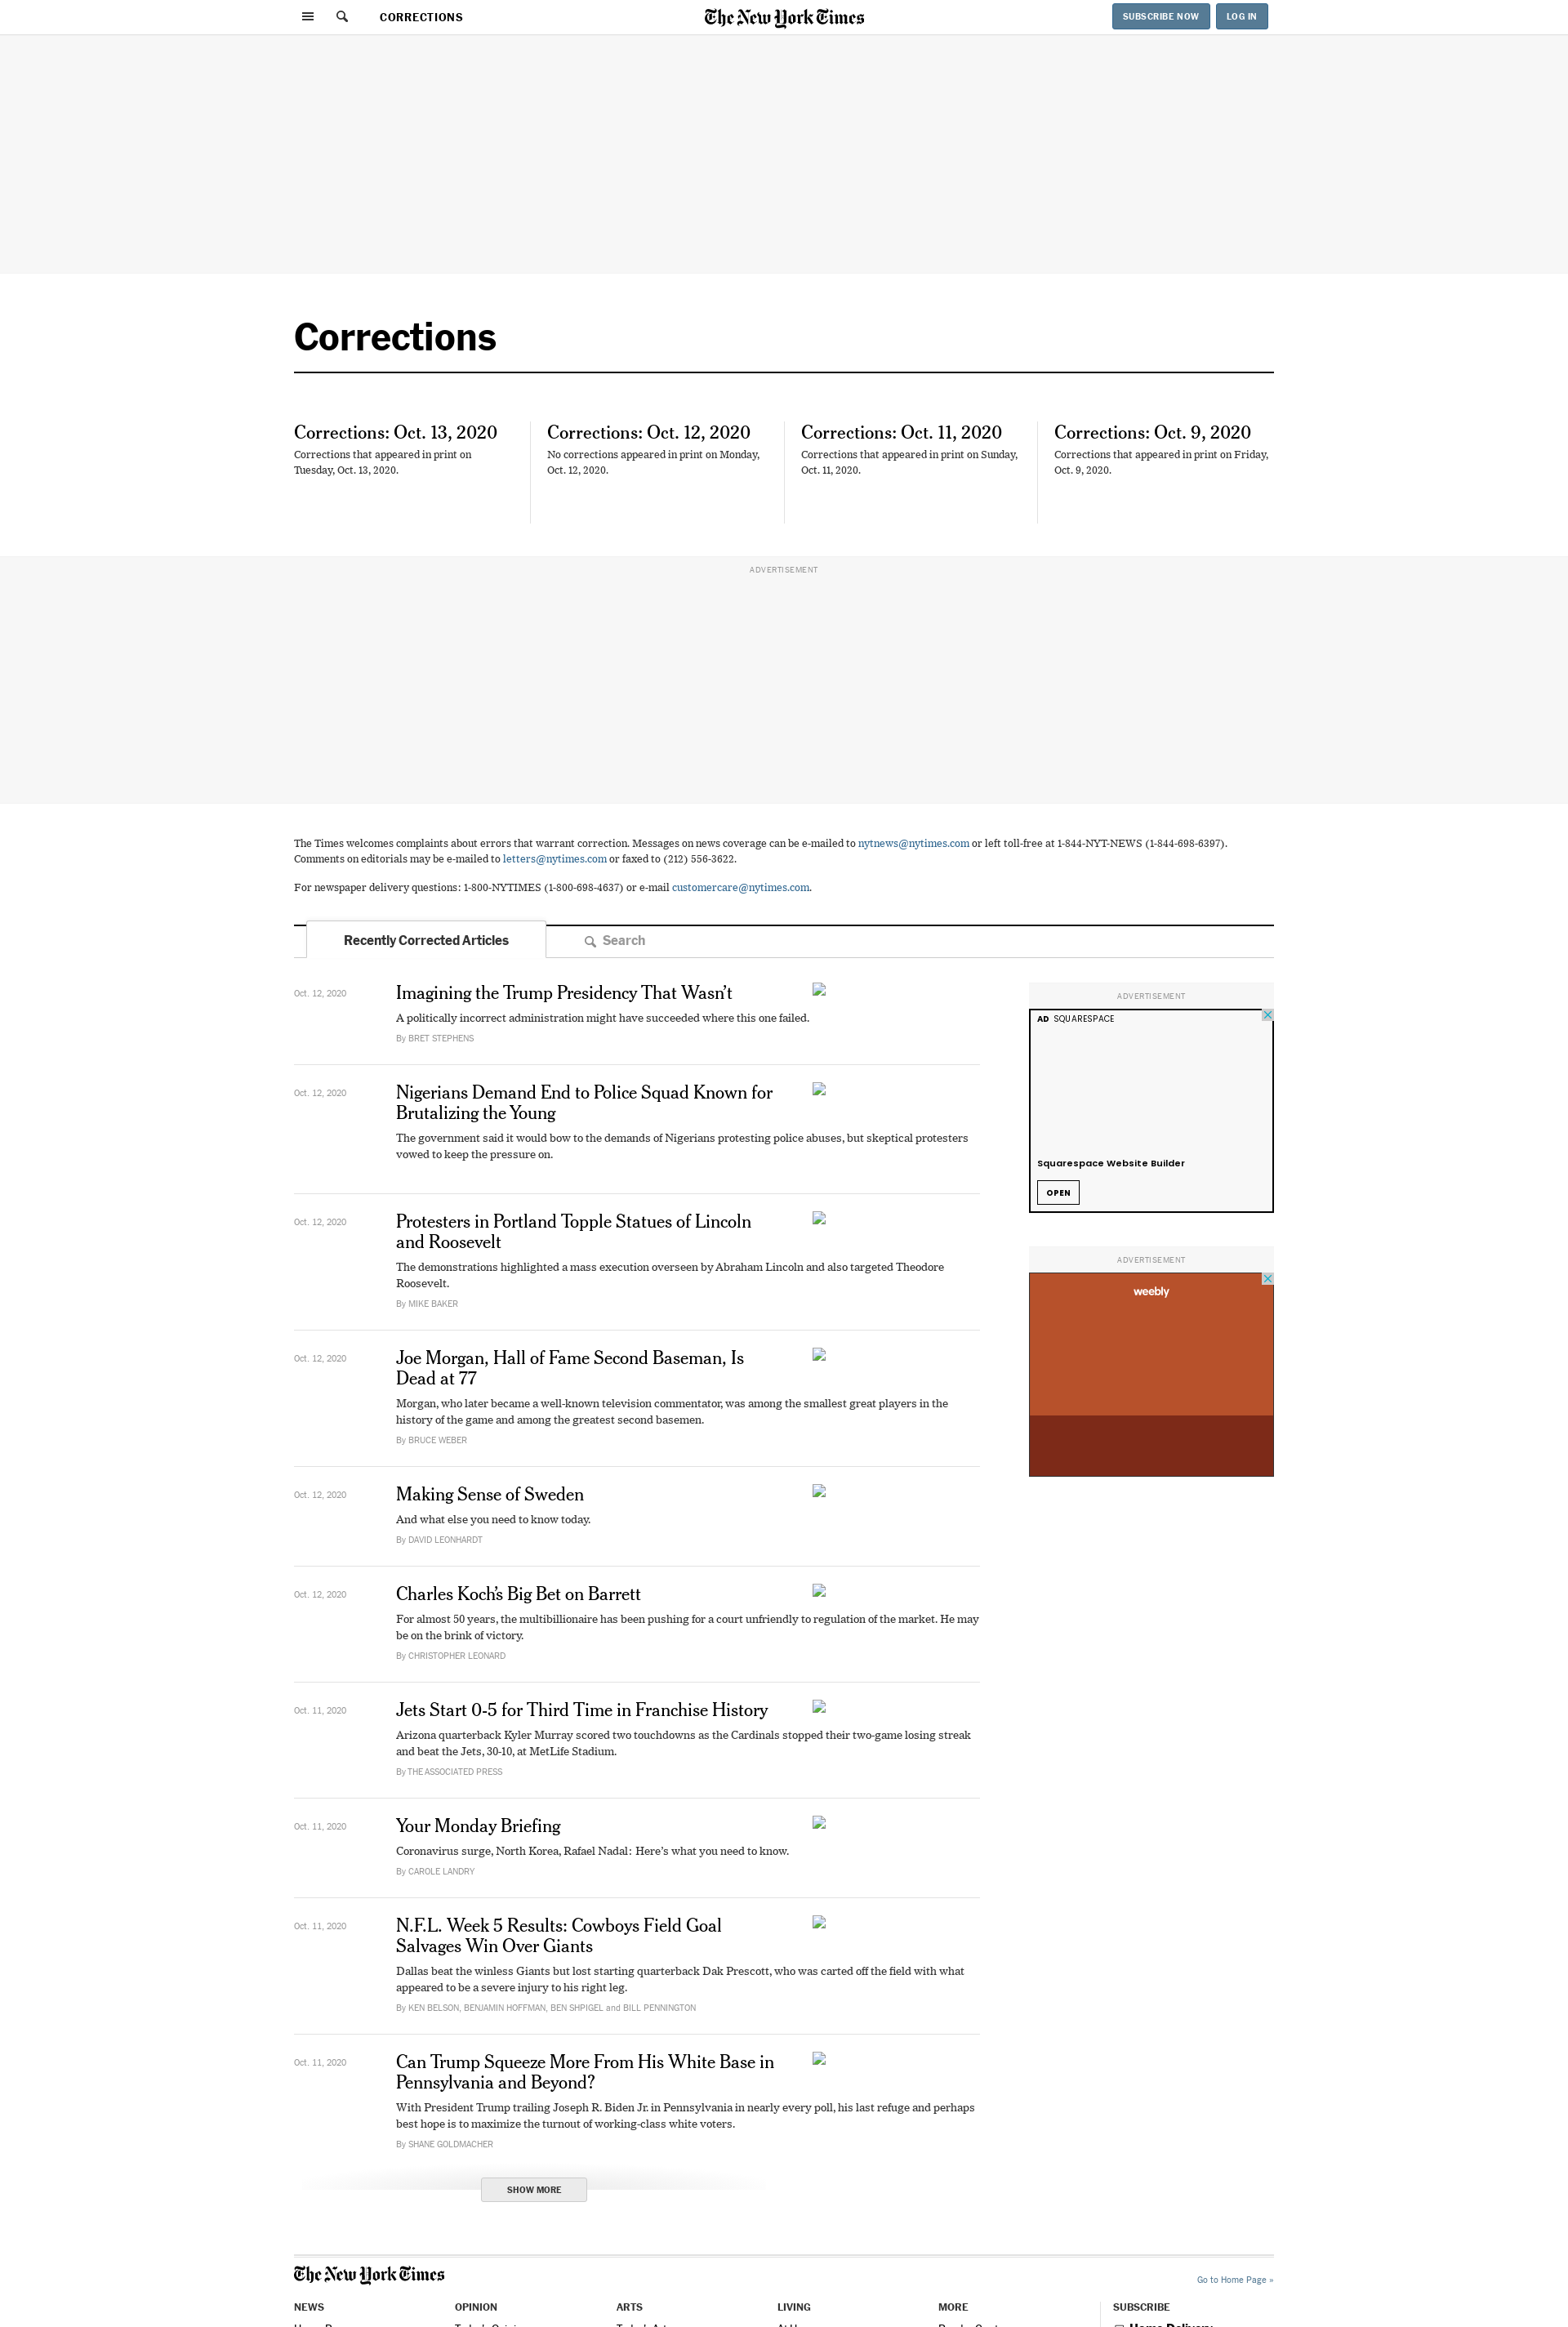 CORRECTIONS
The New York Times
SUBSCRIBE NOW
LOG IN
Corrections
Corrections: Oct. 13, 2020
Corrections that appeared in print on
Tuesday, Oct. 13, 2020.
Corrections: Oct. 12, 2020
No corrections appeared in print on Monday,
Oct. 12, 2020.
Corrections: Oct. 11, 2020
Corrections that appeared in print on Sunday,
Oct. 11, 2020.
Corrections: Oct. 9, 2020
Corrections that appeared in print on Friday,
Oct. 9, 2020.
ADVERTISEMENT
The Times welcomes complaints about errors that warrant correction. Messages on news coverage can be e-mailed to nytnews@nytimes.com or left toll-free at 1-844-NYT-NEWS (1-844-698-6397).
Comments on editorials may be e-mailed to letters@nytimes.com or faxed to (212) 556-3622.
For newspaper delivery questions: 1-800-NYTIMES (1-800-698-4637) or e-mail customercare@nytimes.com.
Recently Corrected Articles
Search
Oct. 12, 2020
Imagining the Trump Presidency That Wasn’t
A politically incorrect administration might have succeeded where this one failed.
By BRET STEPHENS
Oct. 12, 2020
Nigerians Demand End to Police Squad Known for
Brutalizing the Young
The government said it would bow to the demands of Nigerians protesting police abuses, but skeptical protesters
vowed to keep the pressure on.
Oct. 12, 2020
Protesters in Portland Topple Statues of Lincoln
and Roosevelt
The demonstrations highlighted a mass execution overseen by Abraham Lincoln and also targeted Theodore
Roosevelt.
By MIKE BAKER
Oct. 12, 2020
Joe Morgan, Hall of Fame Second Baseman, Is
Dead at 77
Morgan, who later became a well-known television commentator, was among the smallest great players in the
history of the game and among the greatest second basemen.
By BRUCE WEBER
Oct. 12, 2020
Making Sense of Sweden
And what else you need to know today.
By DAVID LEONHARDT
Oct. 12, 2020
Charles Koch’s Big Bet on Barrett
For almost 50 years, the multibillionaire has been pushing for a court unfriendly to regulation of the market. He may
be on the brink of victory.
By CHRISTOPHER LEONARD
Oct. 11, 2020
Jets Start 0-5 for Third Time in Franchise History
Arizona quarterback Kyler Murray scored two touchdowns as the Cardinals stopped their two-game losing streak
and beat the Jets, 30-10, at MetLife Stadium.
By THE ASSOCIATED PRESS
Oct. 11, 2020
Your Monday Briefing
Coronavirus surge, North Korea, Rafael Nadal: Here’s what you need to know.
By CAROLE LANDRY
Oct. 11, 2020
N.F.L. Week 5 Results: Cowboys Field Goal
Salvages Win Over Giants
Dallas beat the winless Giants but lost starting quarterback Dak Prescott, who was carted off the field with what
appeared to be a severe injury to his right leg.
By KEN BELSON, BENJAMIN HOFFMAN, BEN SHPIGEL and BILL PENNINGTON
Oct. 11, 2020
Can Trump Squeeze More From His White Base in
Pennsylvania and Beyond?
With President Trump trailing Joseph R. Biden Jr. in Pennsylvania in nearly every poll, his last refuge and perhaps
best hope is to maximize the turnout of working-class white voters.
By SHANE GOLDMACHER
SHOW MORE
ADVERTISEMENT
AD SQUARESPACE
Squarespace Website Builder
OPEN
ADVERTISEMENT
weebly
The New York Times
Go to Home Page »
NEWS
OPINION
ARTS
LIVING
MORE
SUBSCRIBE
Home Delivery